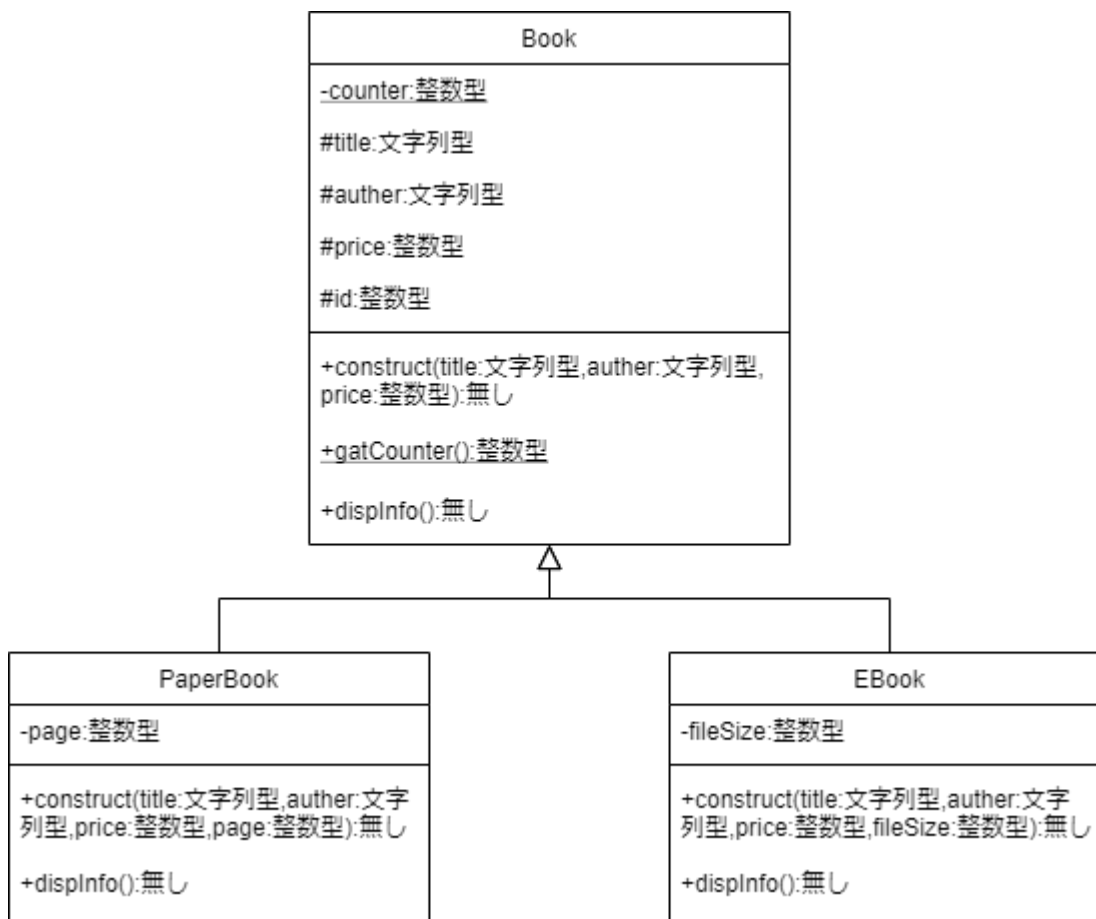 Book
-counter:整数型
#title:文字列型
#auther:文字列型
#price:整数型
#id:整数型
+construct(title:文字列型,auther:文字列型,
price:整数型):無し
+gatCounter():整数型
+dispInfo():無し
PaperBook
-page:整数型
+construct(title:文字列型,auther:文字
列型,price:整数型,page:整数型):無し
+dispInfo():無し
EBook
-fileSize:整数型
+construct(title:文字列型,auther:文字
列型,price:整数型,fileSize:整数型):無し
+dispInfo():無し